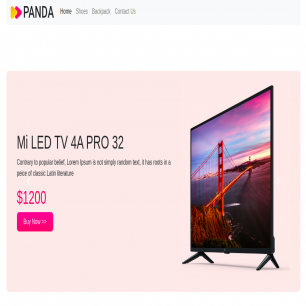 PANDA Home Shoes Backpack Contact Us
Mi LED TV 4A PRO 32
Contrary to popular belief, Lorem Ipsum is not simply random text, it has roots in a
peice of classic Latin literature
$1200
Buy Now >>